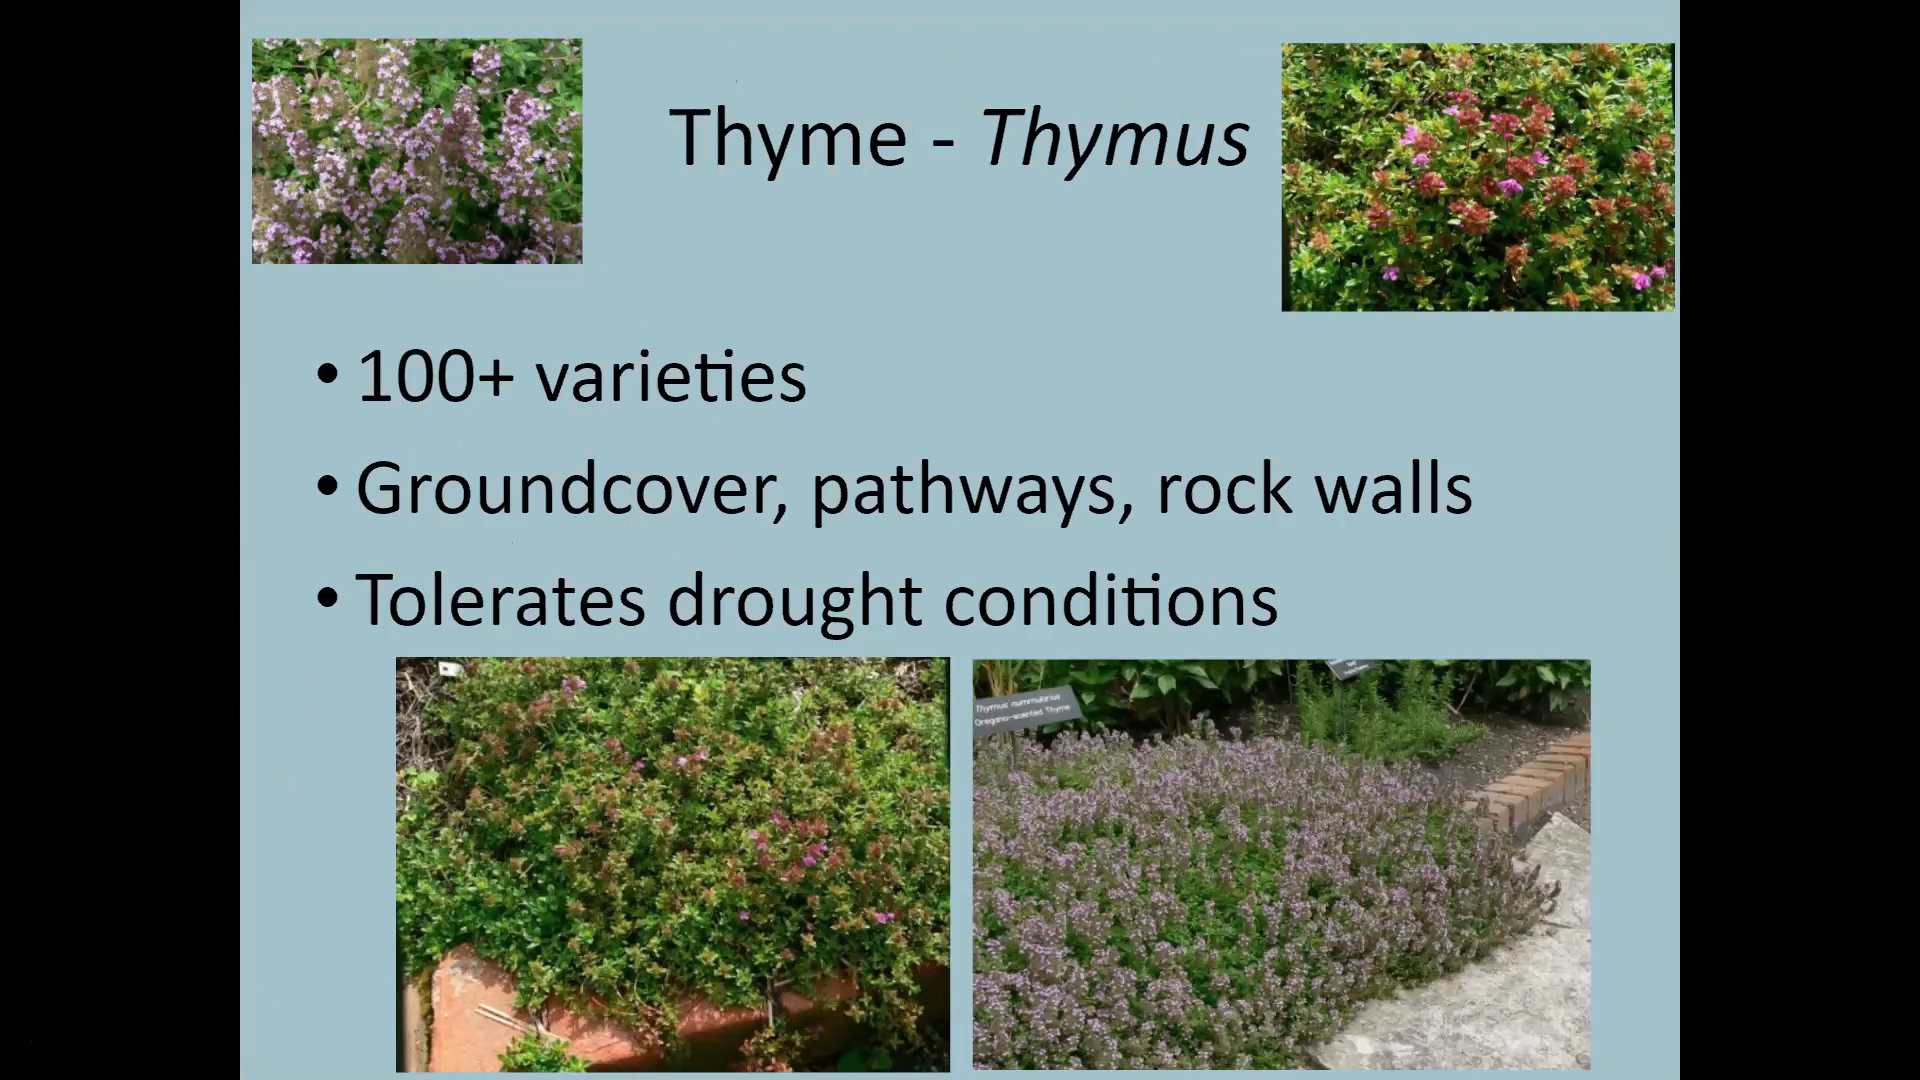 Thyme - Thymus
• 100+ varieties
• Groundcover, pathways, rock walls
• Tolerates drought conditions
Thymus nummularius
Oregano-scented Thyme